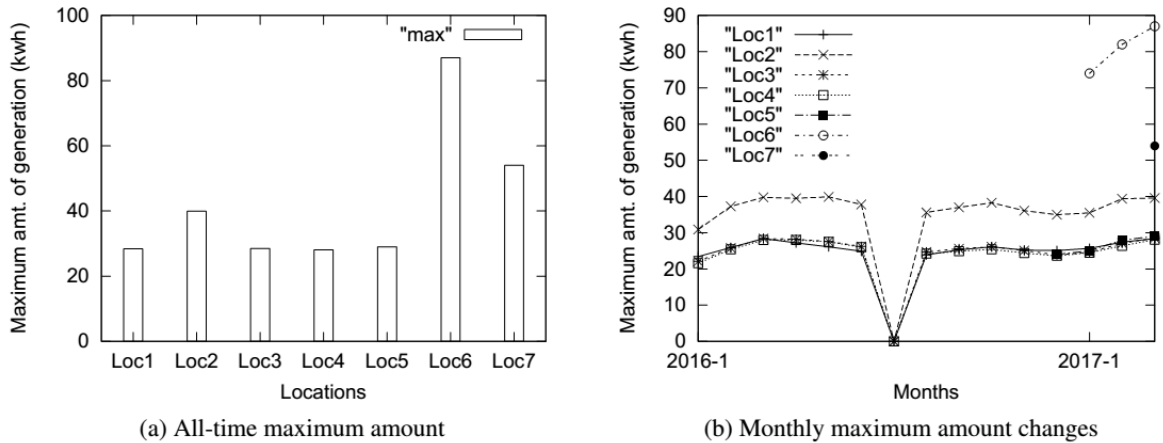 100
80
60
40
20
0
Maximum amt. of generation (kwh)
"max"
Loc1 Loc2 Loc3 Loc4 Loc5 Loc6 Loc7
Locations
(a) All-time maximum amount
90
80
70
60
50
40
30
20
10
0
Maximum amt. of generation (kwh)
"Loc1"
"Loc2"
"Loc3"
"Loc4"
"Loc5"
"Loc6"
"Loc7"
2016-1 2017-1
Months
(b) Monthly maximum amount changes